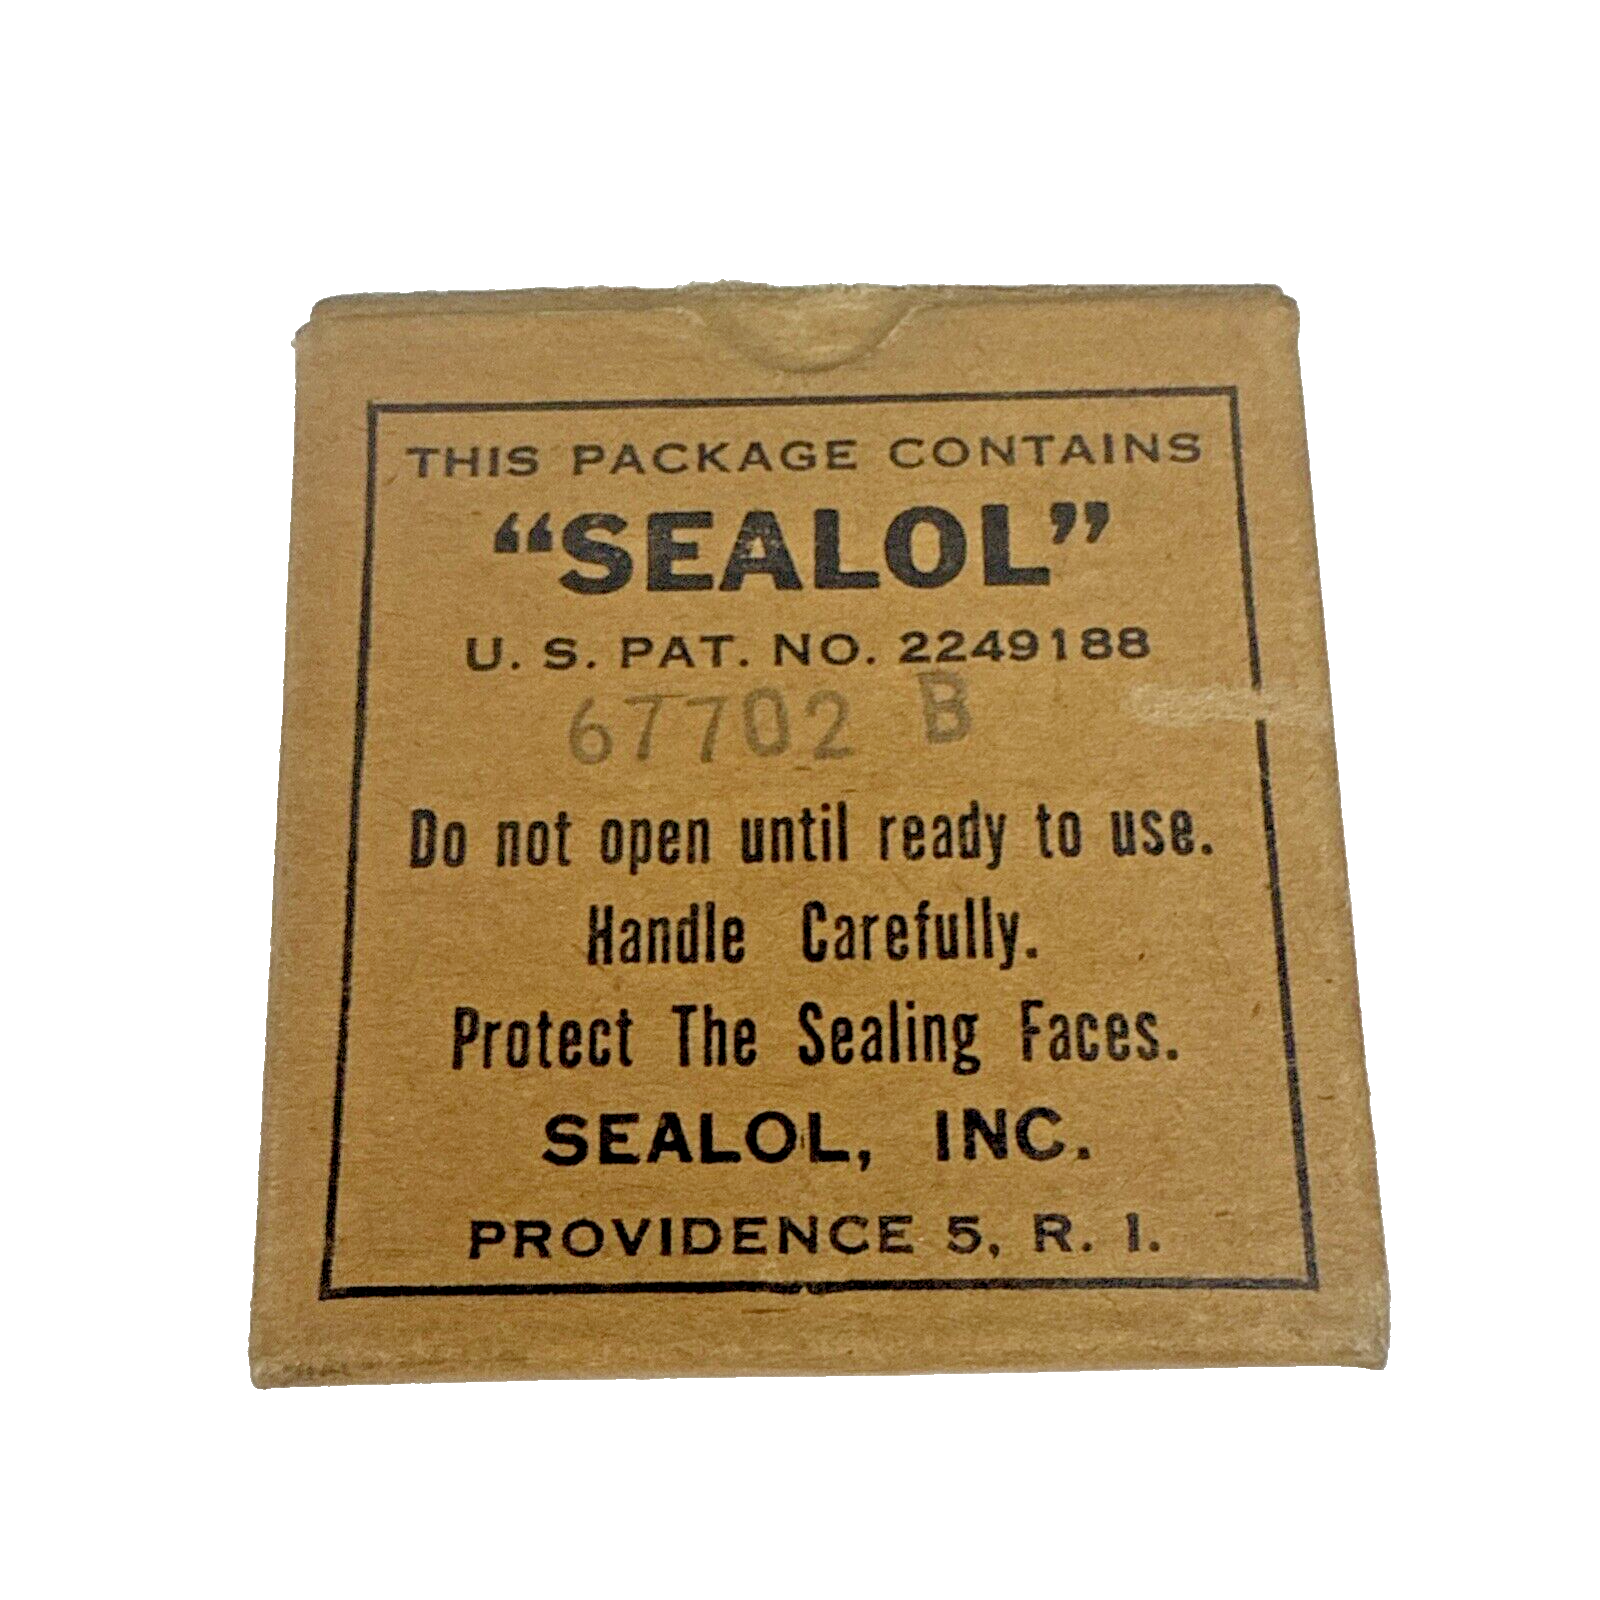 THIS PACKAGE CONTAINS
“SEALOL”
U. S. PAT. NO. 2249188
67702 B
Do not open until ready to use.
Handle Carefully.
Protect The Sealing Faces.
SEALOL, INC.
PROVIDENCE 5, R. I.